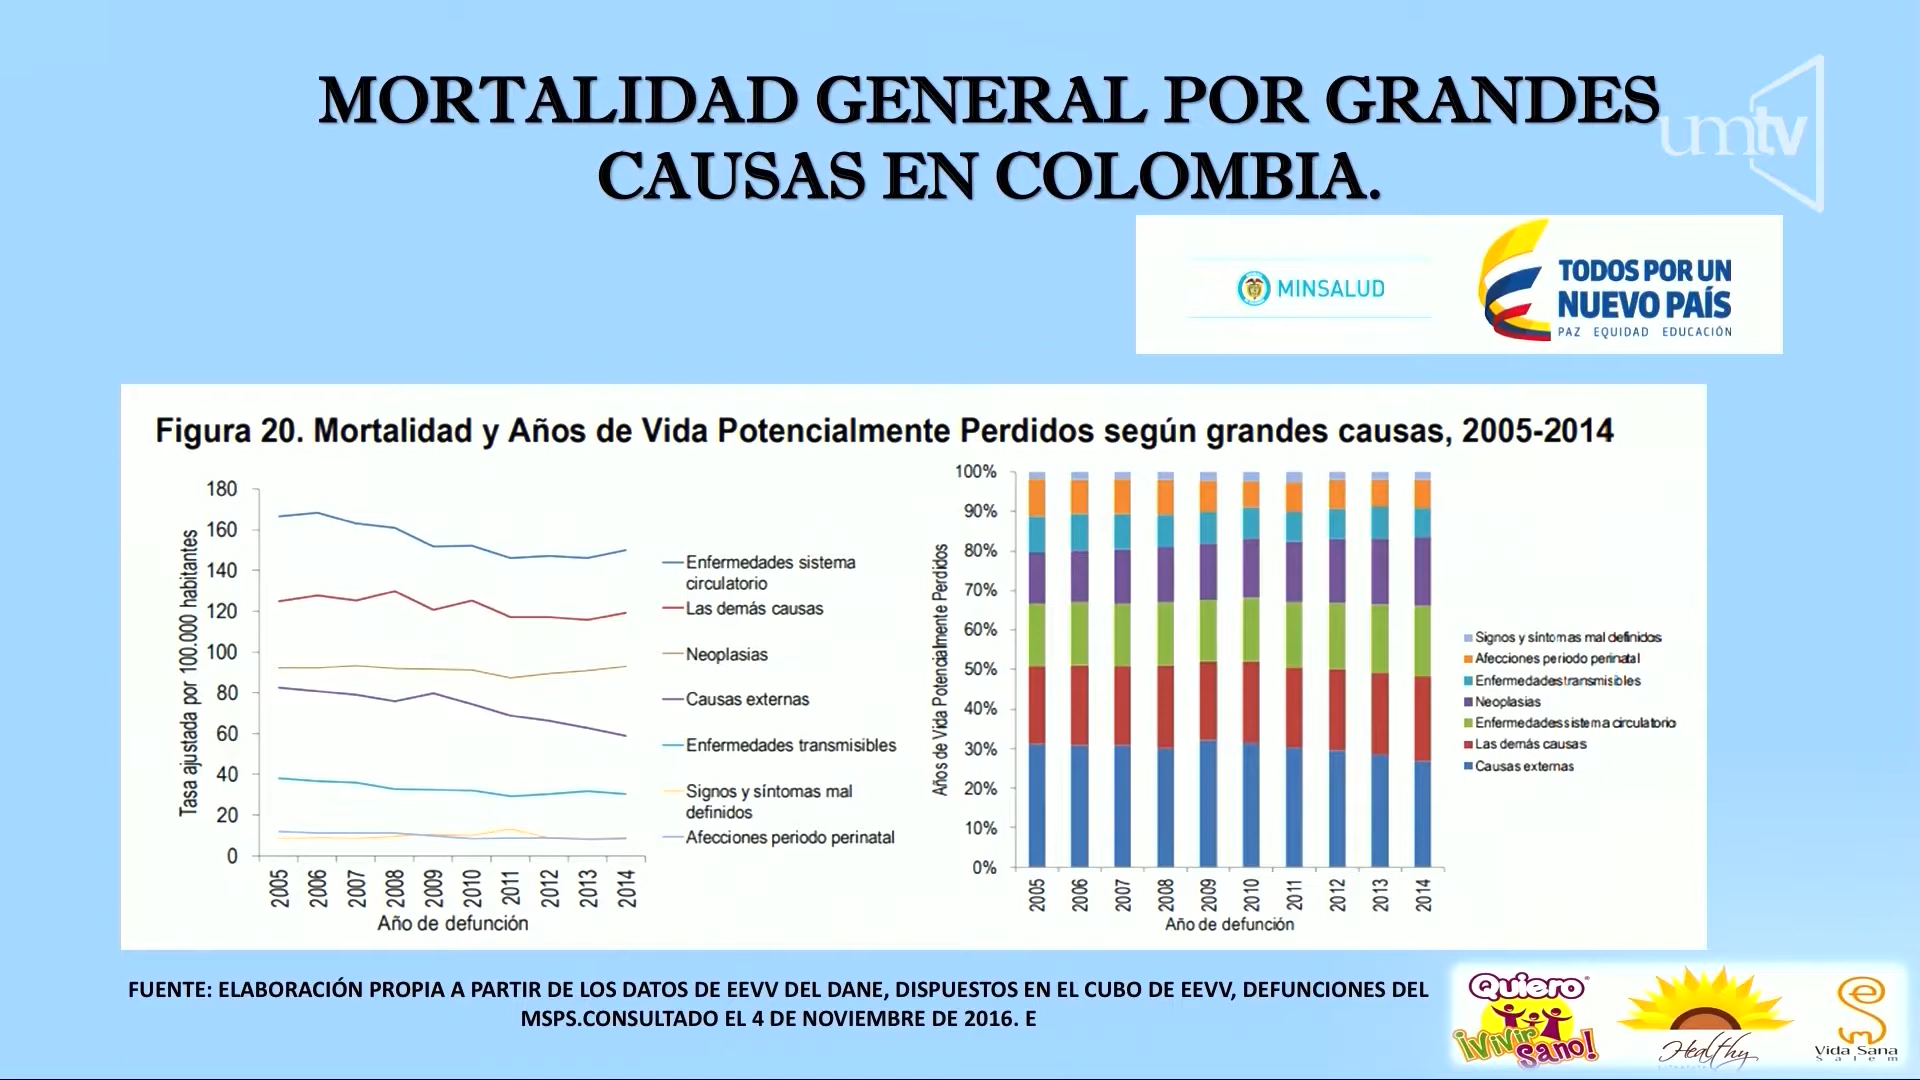 MORTALIDAD GENERAL POR GRANDES
CAUSAS EN COLOMBIA.
umtv
MINSALUD
TODOS POR UN
NUEVO PAÍS
PAZ EQUIDAD EDUCACIÓN
Figura 20. Mortalidad y Años de Vida Potencialmente Perdidos según grandes causas, 2005-2014
Tasa ajustada por 100.000 habitantes
180
160
140
120
100
80
60
40
20
0
2005 2006 2007 2008 2009 2010 2011 2012 2013 2014
Año de defunción
Enfermedades sistema
circulatorio
Las demás causas
Neoplasias
Causas externas
Enfermedades transmisibles
Signos y síntomas mal
definidos
Afecciones periodo perinatal
Años de Vida Potencialmente Perdidos
100%
90%
80%
70%
60%
50%
40%
30%
20%
10%
0%
2005 2006 2007 2008 2009 2010 2011 2012 2013 2014
Año de defunción
Signos y síntomas mal definidos
Afecciones periodo perinatal
Enfermedades transmisibles
Neoplasias
Enfermedades sistema circulatorio
Las demás causas
Causas externas
FUENTE: ELABORACIÓN PROPIA A PARTIR DE LOS DATOS DE EEVV DEL DANE, DISPUESTOS EN EL CUBO DE EEVV, DEFUNCIONES DEL
MSPS.CONSULTADO EL 4 DE NOVIEMBRE DE 2016. E
Quiero
¡Vivir
Sano!
Healthy
Vida Sana
Salem